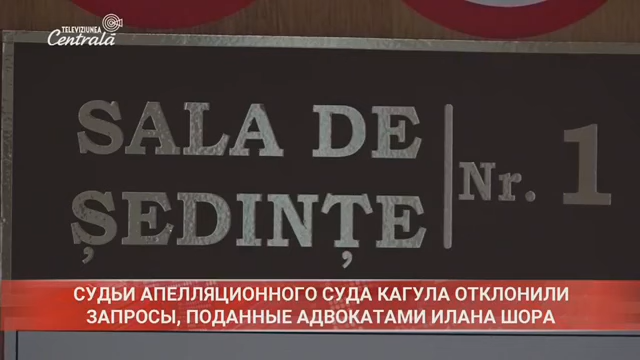 TELEVIZIUNEA
Centrală
SALA DE
ȘEDINȚE
Nr. 1
СУДЬИ АПЕЛЛЯЦИОННОГО СУДА КАГУЛА ОТКЛОНИЛИ
ЗАПРОСЫ, ПОДАННЫЕ АДВОКАТАМИ ИЛАНА ШОРА